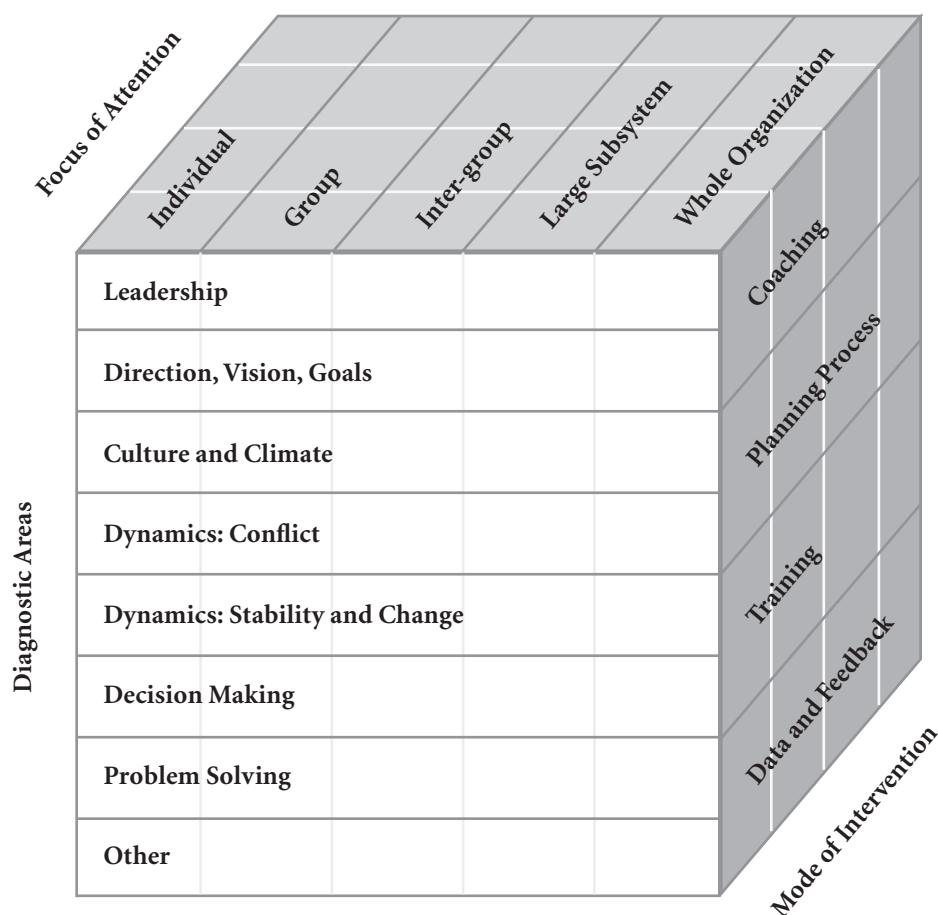 Focus of Attention
Individual
Group
Inter-group
Large Subsystem
Whole Organization
Diagnostic Areas
Leadership
Direction, Vision, Goals
Culture and Climate
Dynamics: Conflict
Dynamics: Stability and Change
Decision Making
Problem Solving
Other
Coaching
Planning Process
Training
Data and Feedback
Mode of Intervention